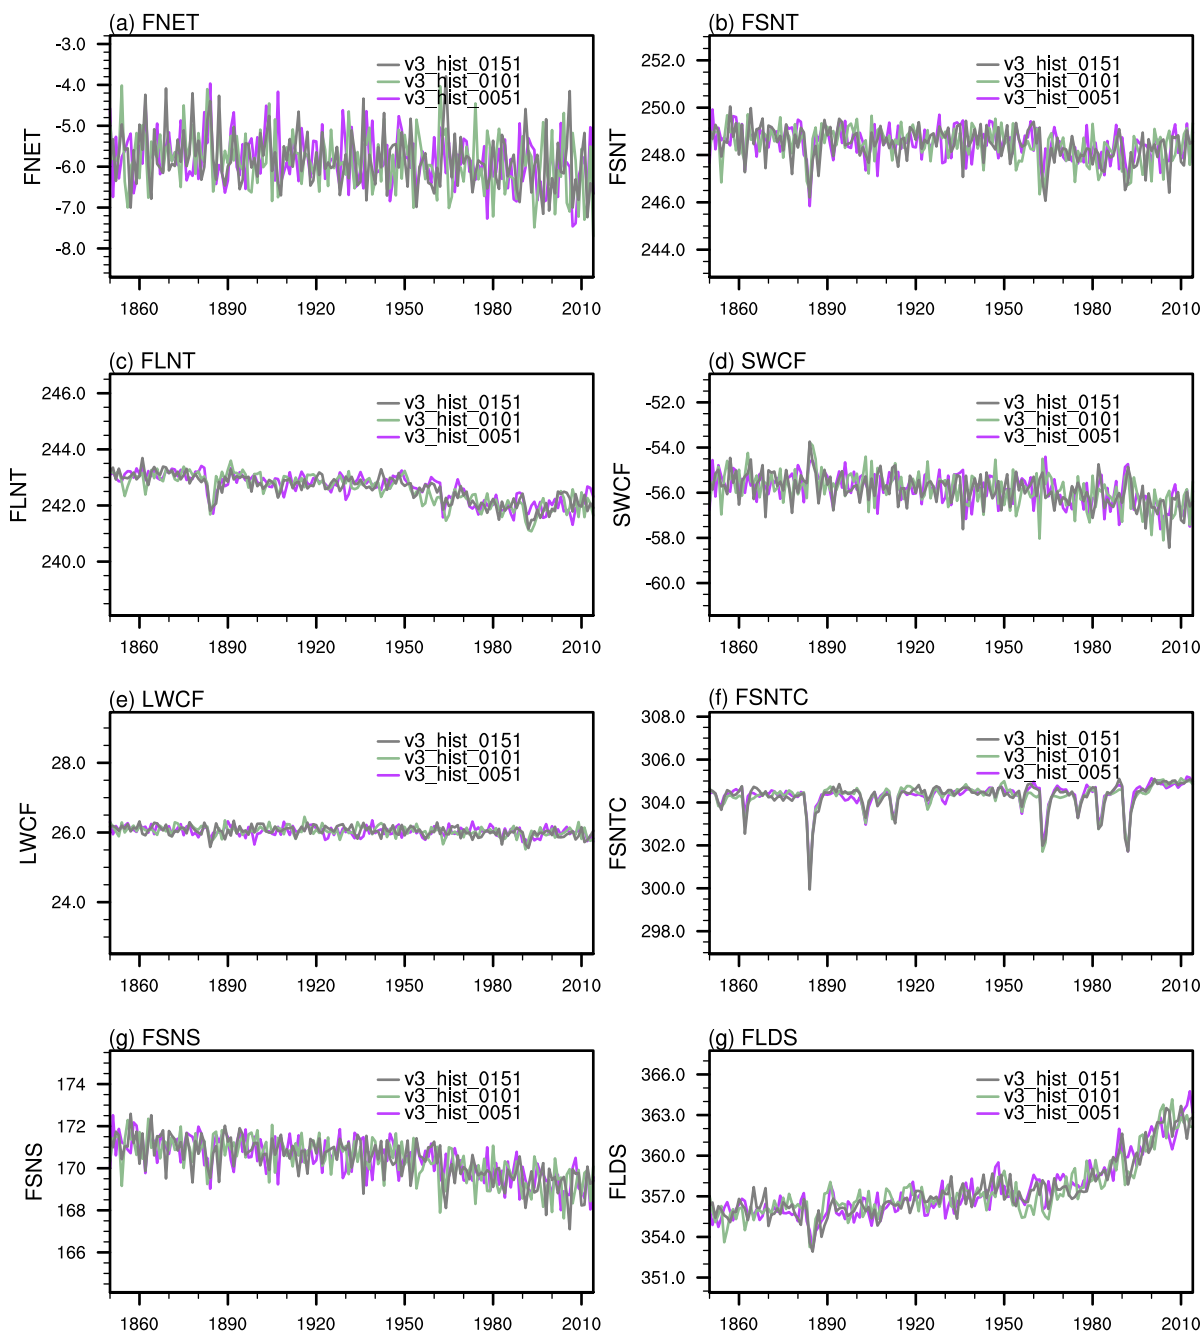 (a) FNET
(b) FSNT
-3.0
-4.0
-5.0
-6.0
-7.0
-8.0
FNET
v3_hist_0151
v3_hist_0101
v3_hist_0051
1860 1890 1920 1950 1980 2010
252.0
250.0
248.0
246.0
244.0
FSNT
v3_hist_0151
v3_hist_0101
v3_hist_0051
1860 1890 1920 1950 1980 2010
(c) FLNT
(d) SWCF
246.0
244.0
242.0
240.0
FLNT
v3_hist_0151
v3_hist_0101
v3_hist_0051
1860 1890 1920 1950 1980 2010
-52.0
-54.0
-56.0
-58.0
-60.0
SWCF
v3_hist_0151
v3_hist_0101
v3_hist_0051
1860 1890 1920 1950 1980 2010
(e) LWCF
(f) FSNTC
28.0
26.0
24.0
LWCF
v3_hist_0151
v3_hist_0101
v3_hist_0051
1860 1890 1920 1950 1980 2010
308.0
306.0
304.0
302.0
300.0
298.0
FSNTC
v3_hist_0151
v3_hist_0101
v3_hist_0051
1860 1890 1920 1950 1980 2010
(g) FSNS
(g) FLDS
174
172
170
168
166
FSNS
v3_hist_0151
v3_hist_0101
v3_hist_0051
1860 1890 1920 1950 1980 2010
366.0
363.0
360.0
357.0
354.0
351.0
FLDS
v3_hist_0151
v3_hist_0101
v3_hist_0051
1860 1890 1920 1950 1980 2010